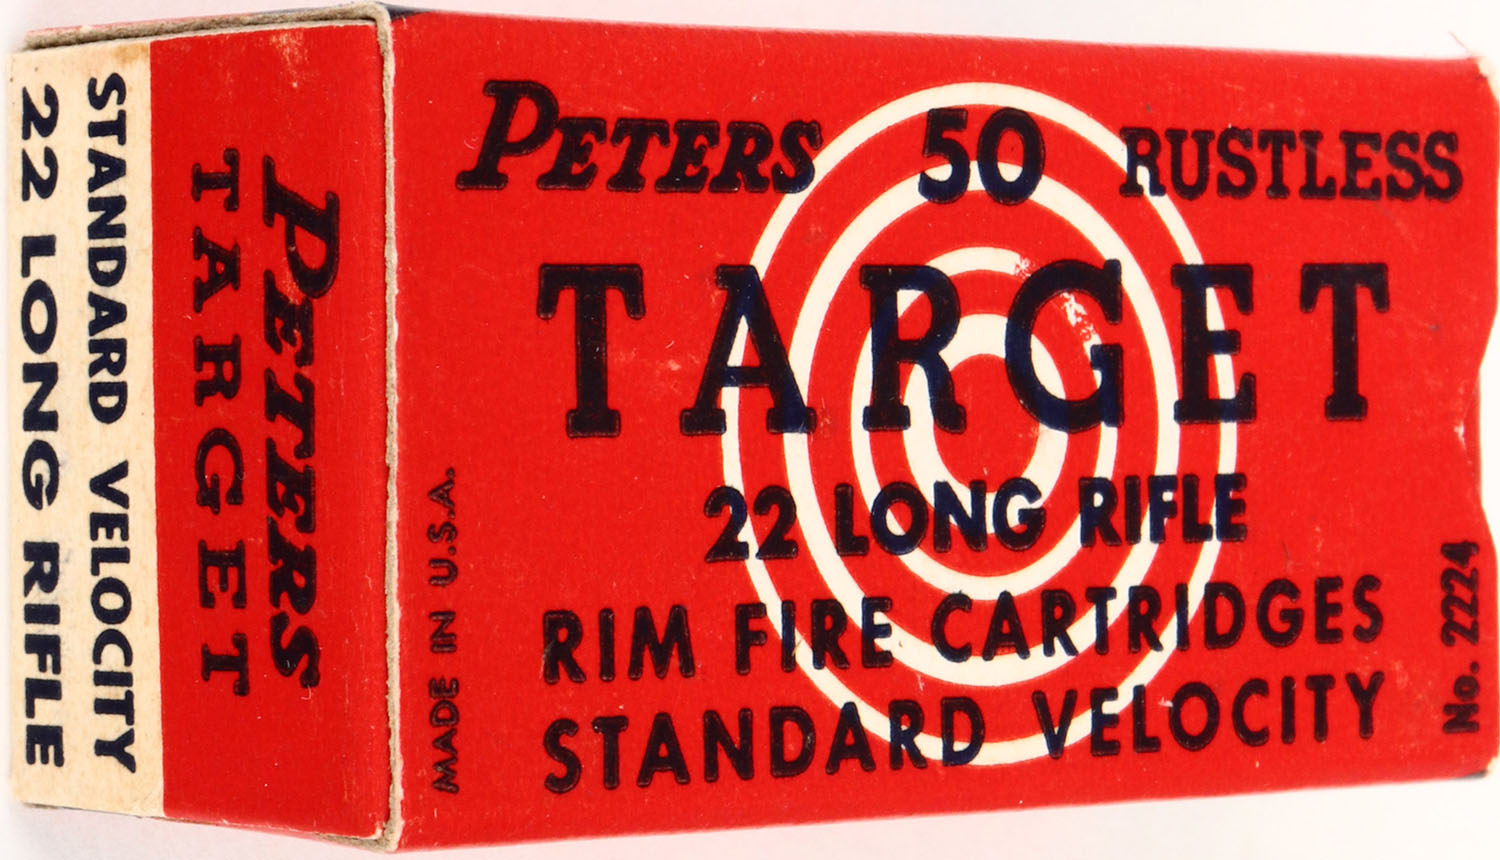 PETERS 50 RUSTLESS
TARGET
22 LONG RIFLE
RIM FIRE CARTRIDGES
STANDARD VELOCITY
MADE IN U.S.A.
No. 2224
PETERS
TARGET
STANDARD VELOCITY
22 LONG RIFLE